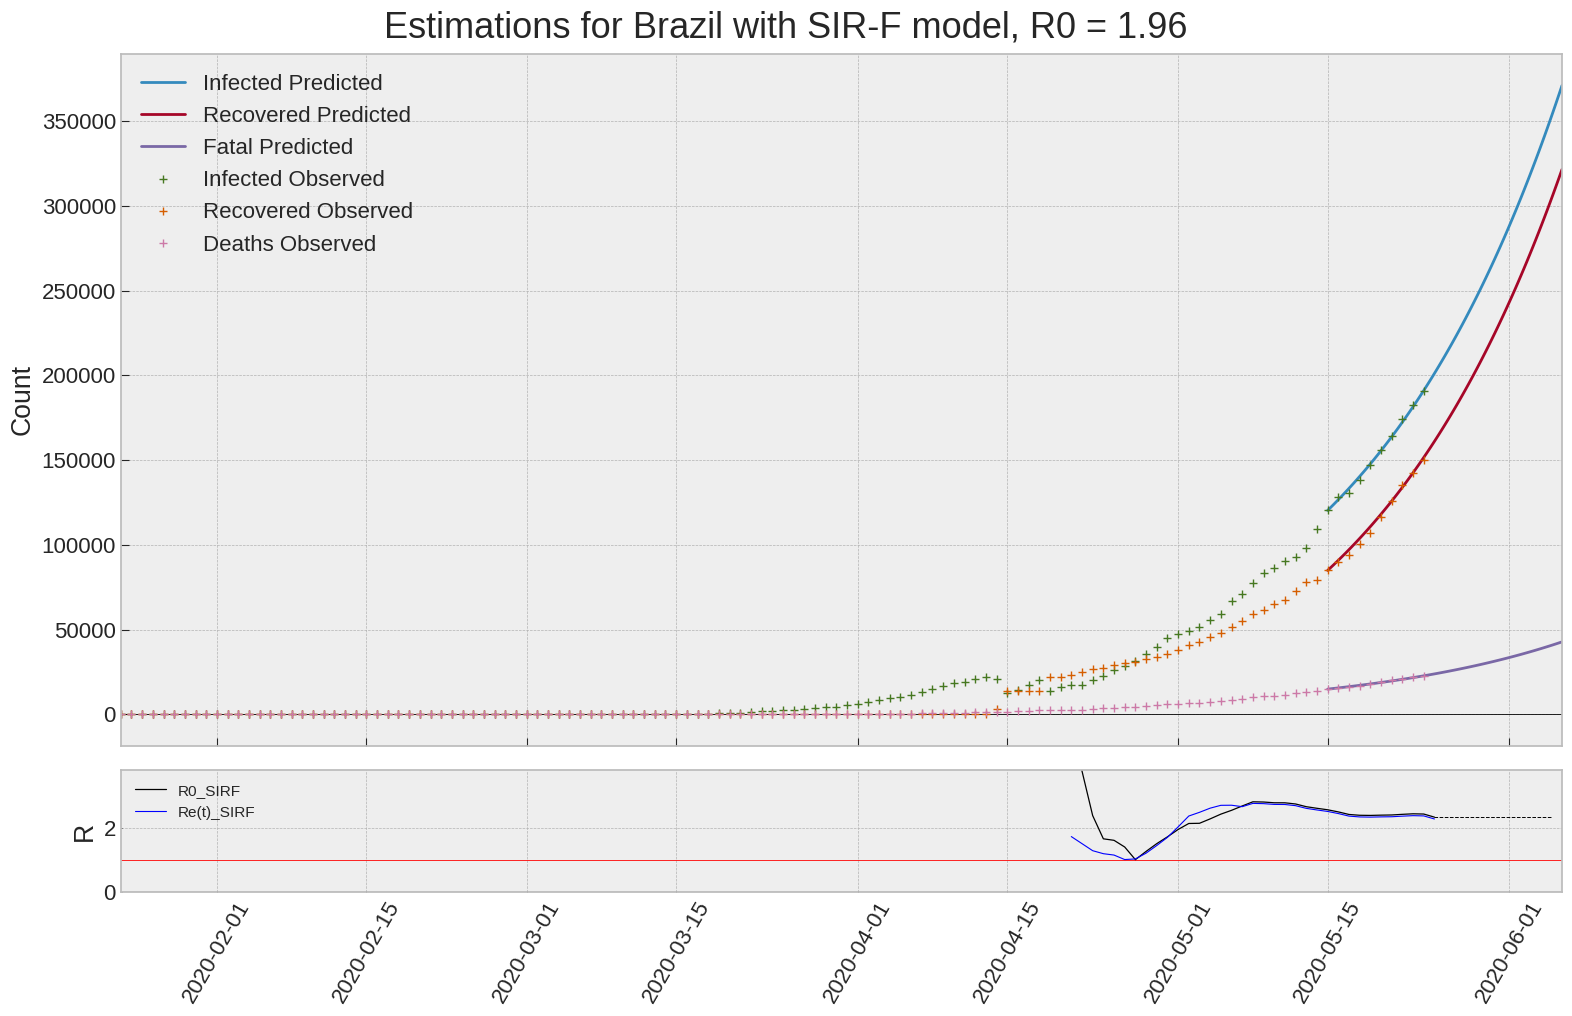 Estimations for Brazil with SIR-F model, R0 = 1.96
Infected Predicted
Recovered Predicted
Fatal Predicted
Infected Observed
Recovered Observed
Deaths Observed
350000
300000
250000
200000
150000
100000
50000
0
Count
R0_SIRF
Re(t)_SIRF
R
2
0
2020-02-01
2020-02-15
2020-03-01
2020-03-15
2020-04-01
2020-04-15
2020-05-01
2020-05-15
2020-06-01